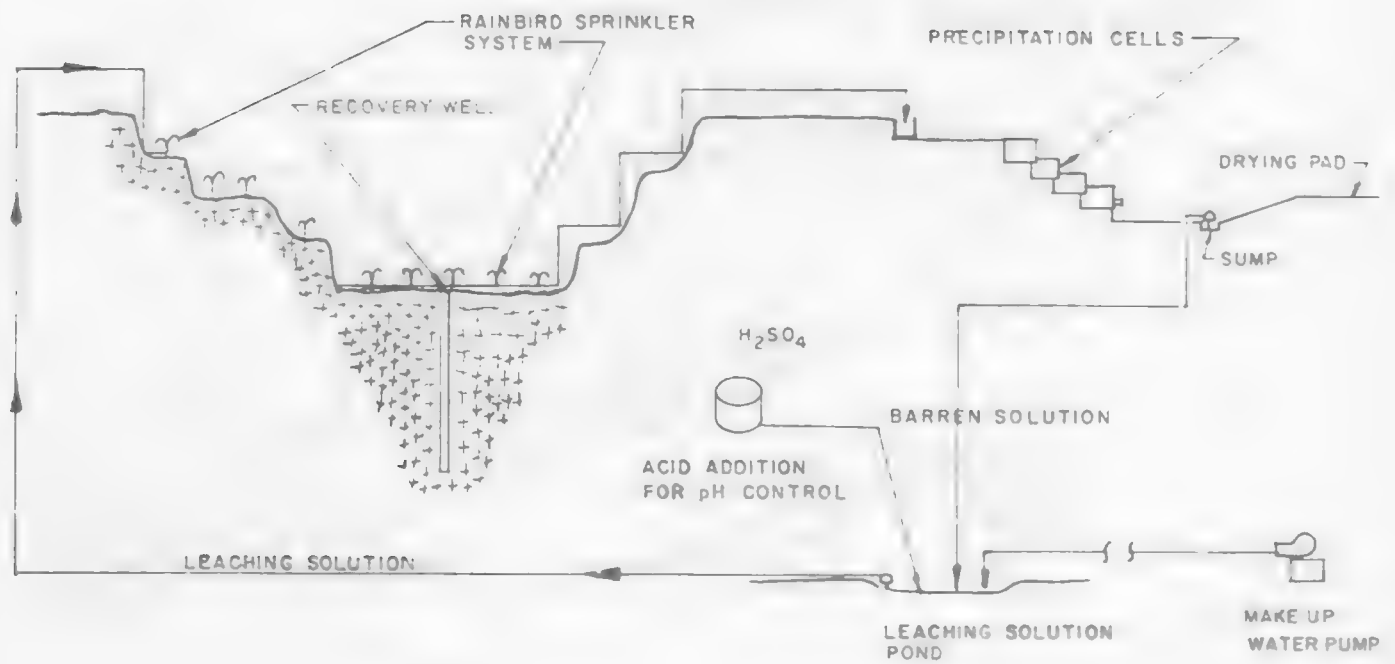 RAINBIRD SPRINKLER
SYSTEM
PRECIPITATION CELLS
RECOVERY WELL
DRYING PAD
SUMP
H₂SO₄
BARREN SOLUTION
ACID ADDITION
FOR pH CONTROL
LEACHING SOLUTION
LEACHING SOLUTION
POND
MAKE UP
WATER PUMP